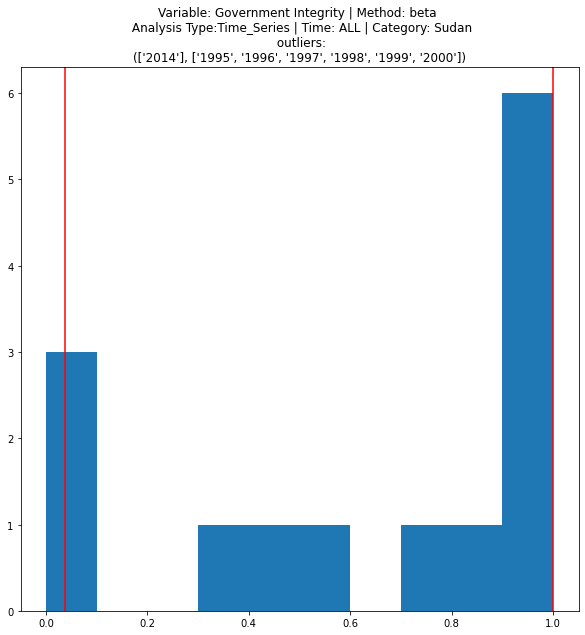 Variable: Government Integrity | Method: beta
Analysis Type:Time_Series | Time: ALL | Category: Sudan
outliers:
(['2014'], ['1995', '1996', '1997', '1998', '1999', '2000'])
6
5
4
3
2
1
0
0.0 0.2 0.4 0.6 0.8 1.0